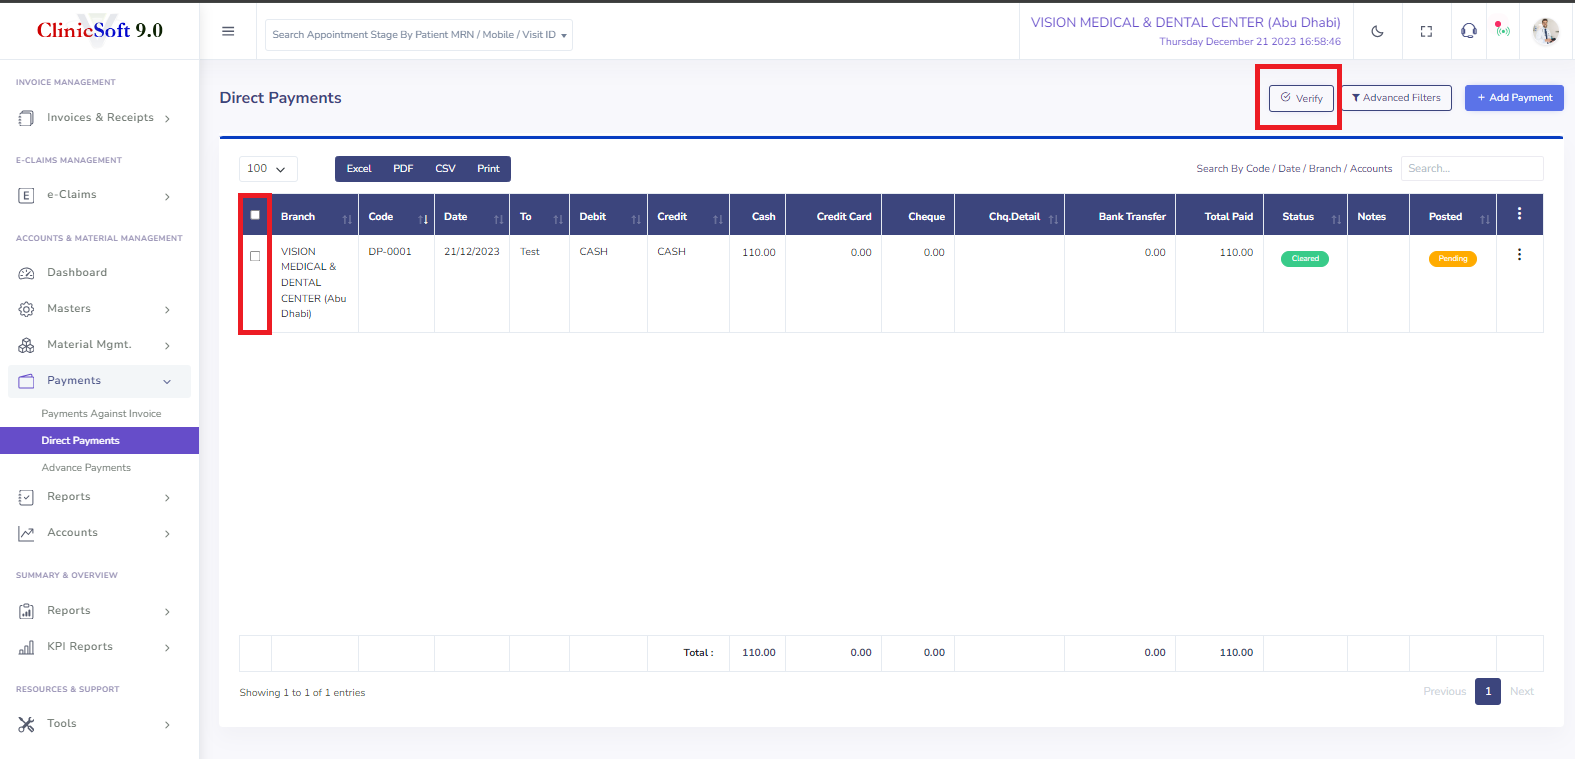 ClinicSoft 9.0
Search Appointment Stage By Patient MRN / Mobile / Visit ID
VISION MEDICAL & DENTAL CENTER (Abu Dhabi)
Thursday December 21 2023 16:58:46
INVOICE MANAGEMENT
Invoices & Receipts
E-CLAIMS MANAGEMENT
E
e-Claims
ACCOUNTS & MATERIAL MANAGEMENT
Dashboard
Masters
Material Mgmt.
Payments
Payments Against Invoice
Direct Payments
Advance Payments
Reports
Accounts
SUMMARY & OVERVIEW
Reports
KPI Reports
RESOURCES & SUPPORT
Tools
Direct Payments
Verify
Advanced Filters
+ Add Payment
100
Excel PDF CSV Print
Search By Code / Date / Branch / Accounts
Search...
Branch Code Date To Debit Credit Cash Credit Card Cheque Chq.Detail Bank Transfer Total Paid Status Notes Posted
VISION DP-0001 21/12/2023 Test CASH CASH 110.00 0.00 0.00 0.00 110.00 Cleared Pending
MEDICAL &
DENTAL
CENTER (Abu
Dhabi)
Total : 110.00 0.00 0.00 0.00 110.00
Showing 1 to 1 of 1 entries
Previous 1 Next